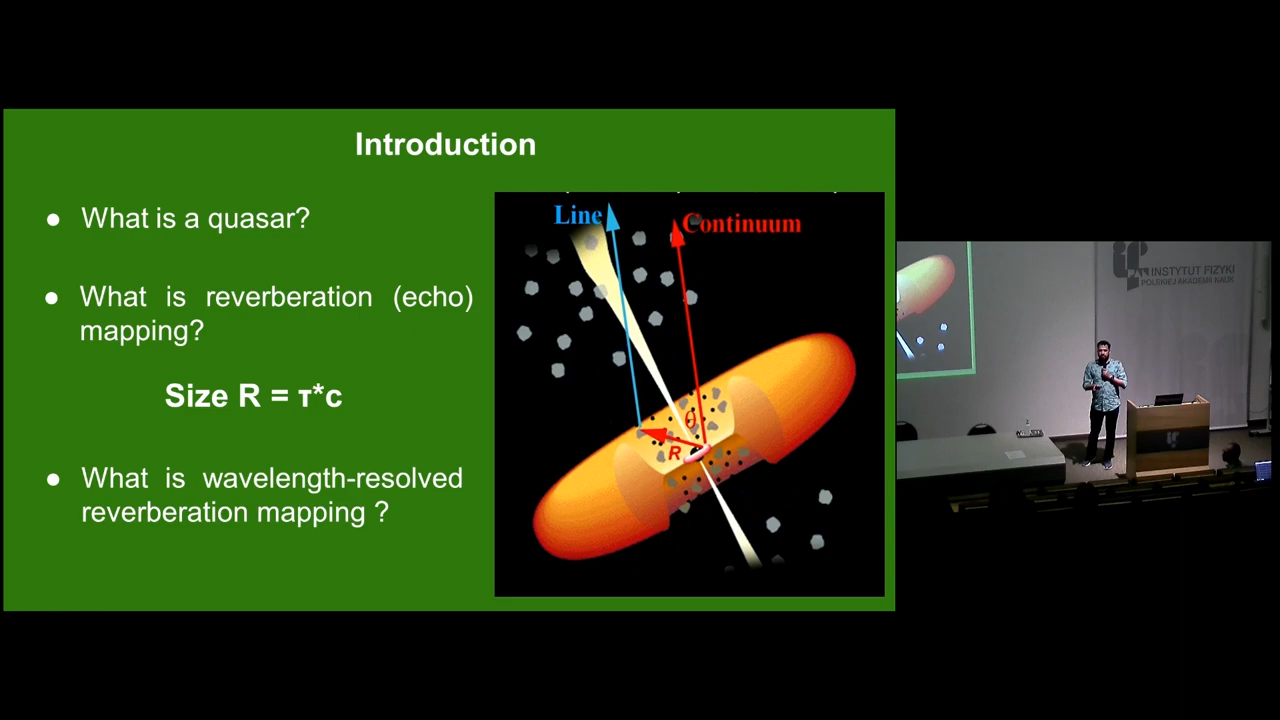 Introduction
● What is a quasar?
● What is reverberation (echo)
mapping?
Size R = τ*c
● What is wavelength-resolved
reverberation mapping ?
Line
Continuum
θ
R
INSTYTUT FIZYKI
POLSKIEJ AKADEMII NAUK